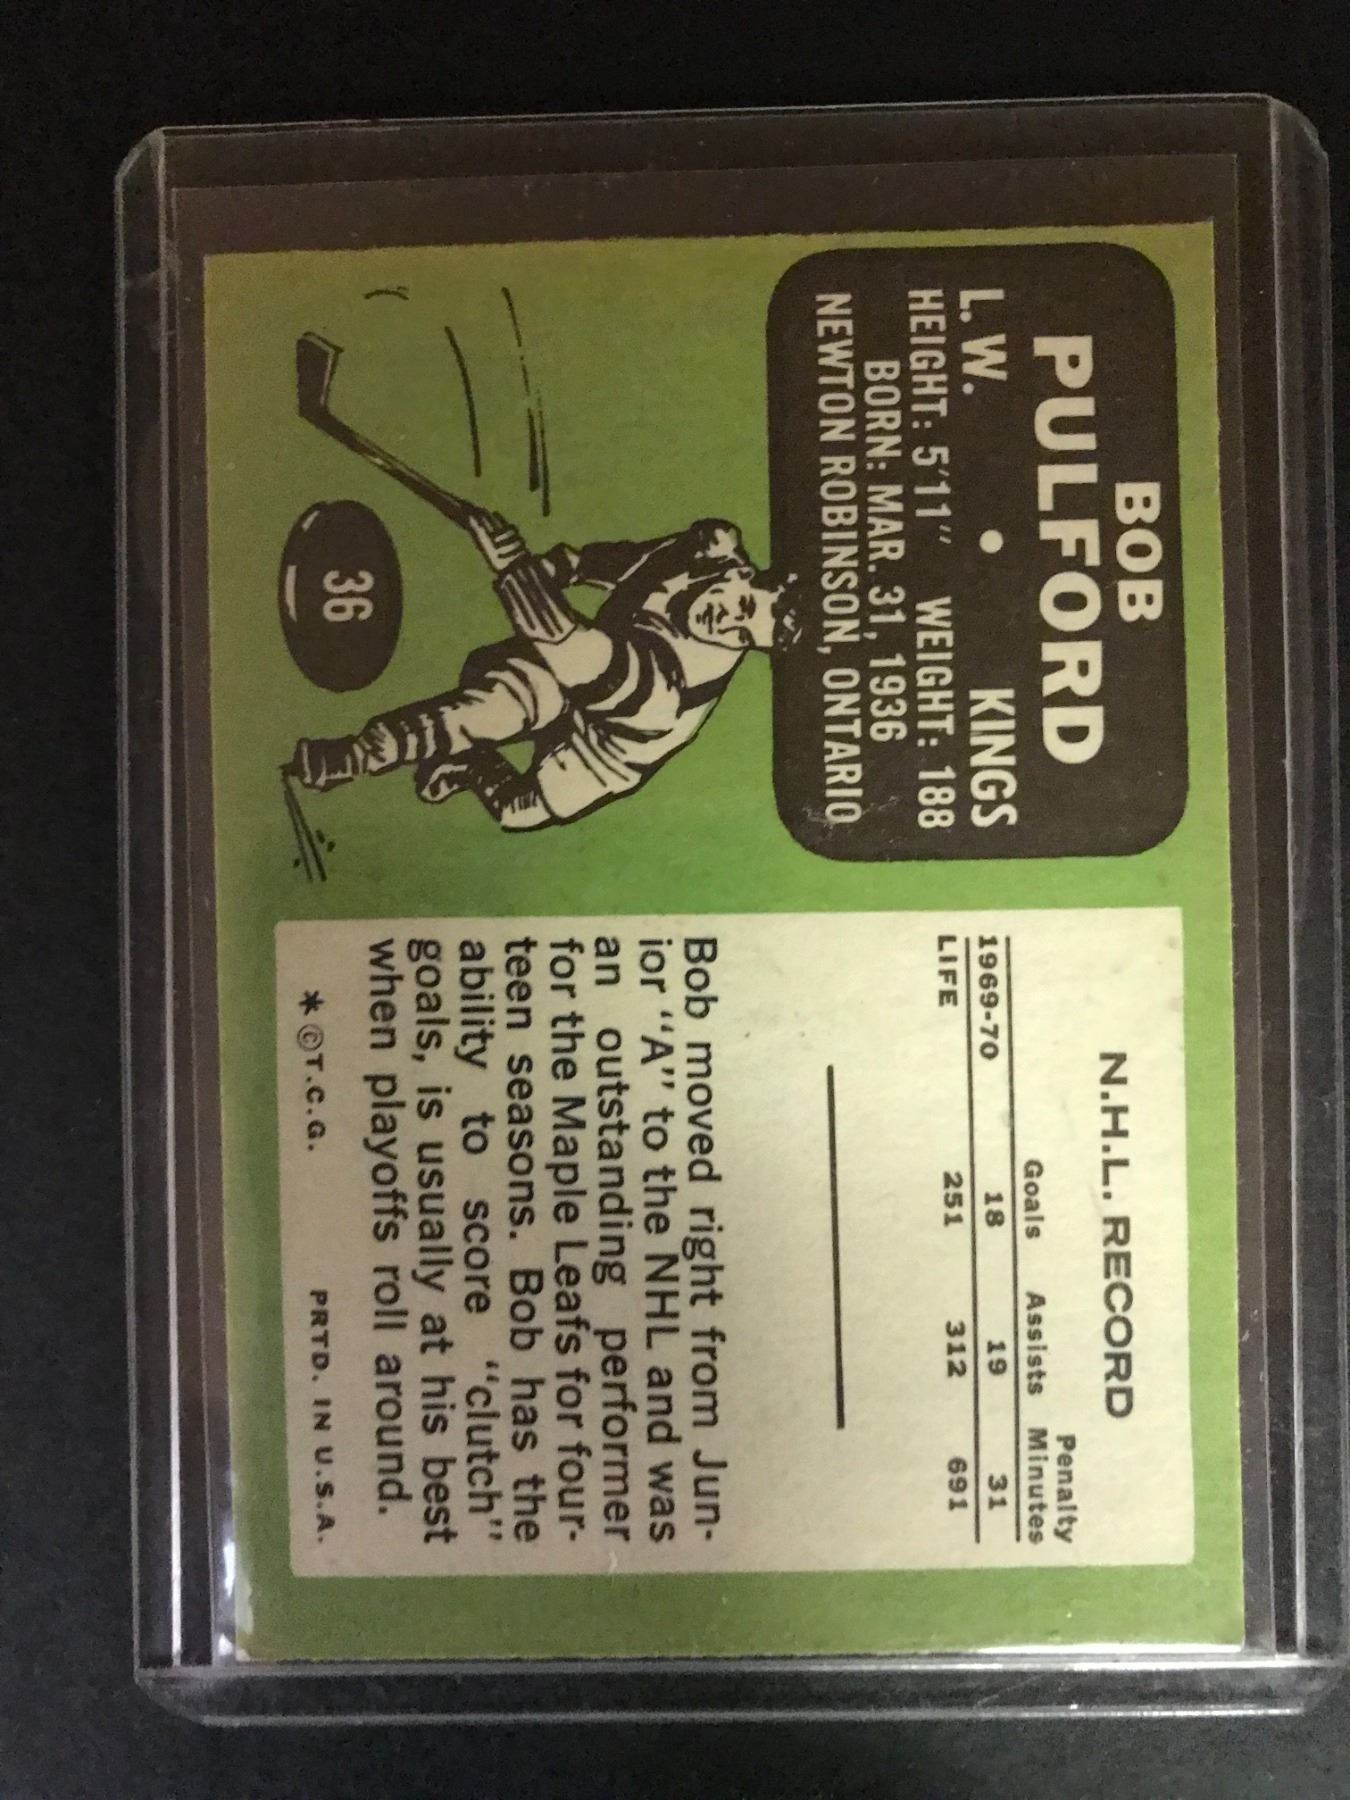 BOB
PULFORD
L. W. • KINGS
HEIGHT: 5'11" WEIGHT: 188
BORN: MAR. 31, 1936
NEWTON ROBINSON, ONTARIO
36
N.H.L. RECORD
Penalty
Goals Assists Minutes
1969-70 18 19 31
LIFE 251 312 691
Bob moved right from Jun-
ior "A" to the NHL and was
an outstanding performer
for the Maple Leafs for four-
teen seasons. Bob has the
ability to score "clutch"
goals, is usually at his best
when playoffs roll around.
* ©T.C.G. PRTD. IN U.S.A.